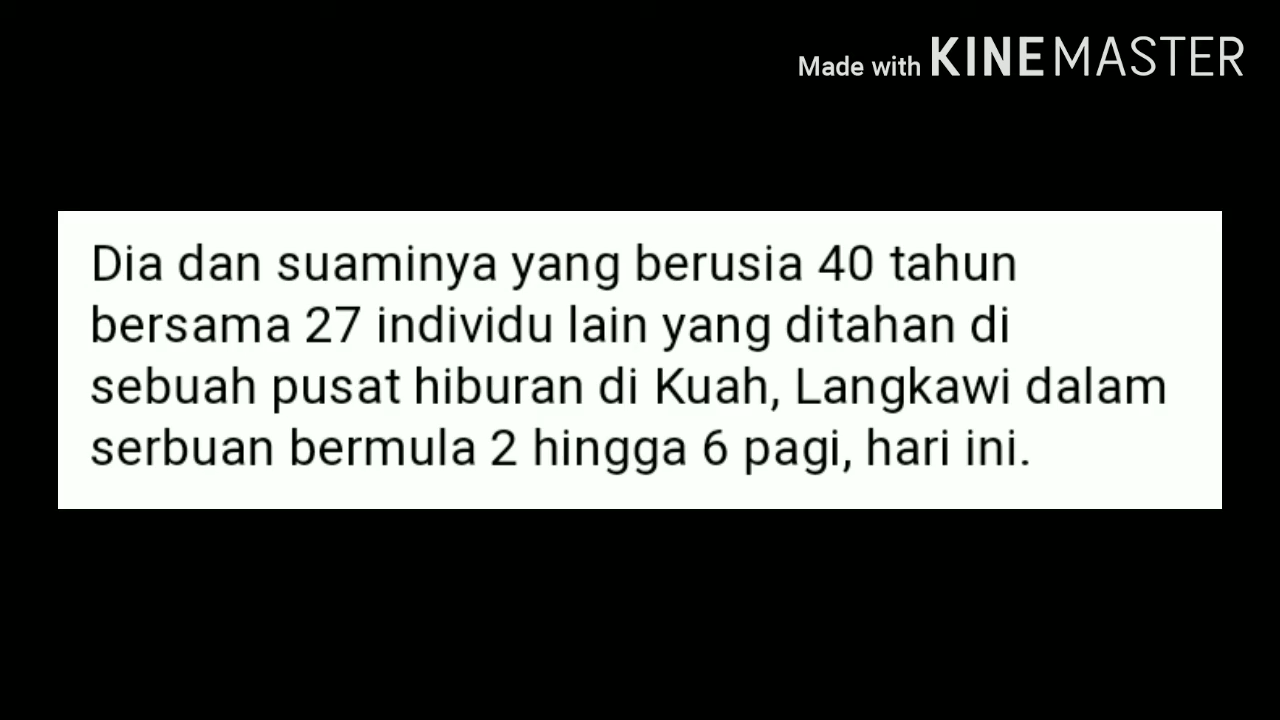 Made with KINEMASTER
Dia dan suaminya yang berusia 40 tahun
bersama 27 individu lain yang ditahan di
sebuah pusat hiburan di Kuah, Langkawi dalam
serbuan bermula 2 hingga 6 pagi, hari ini.